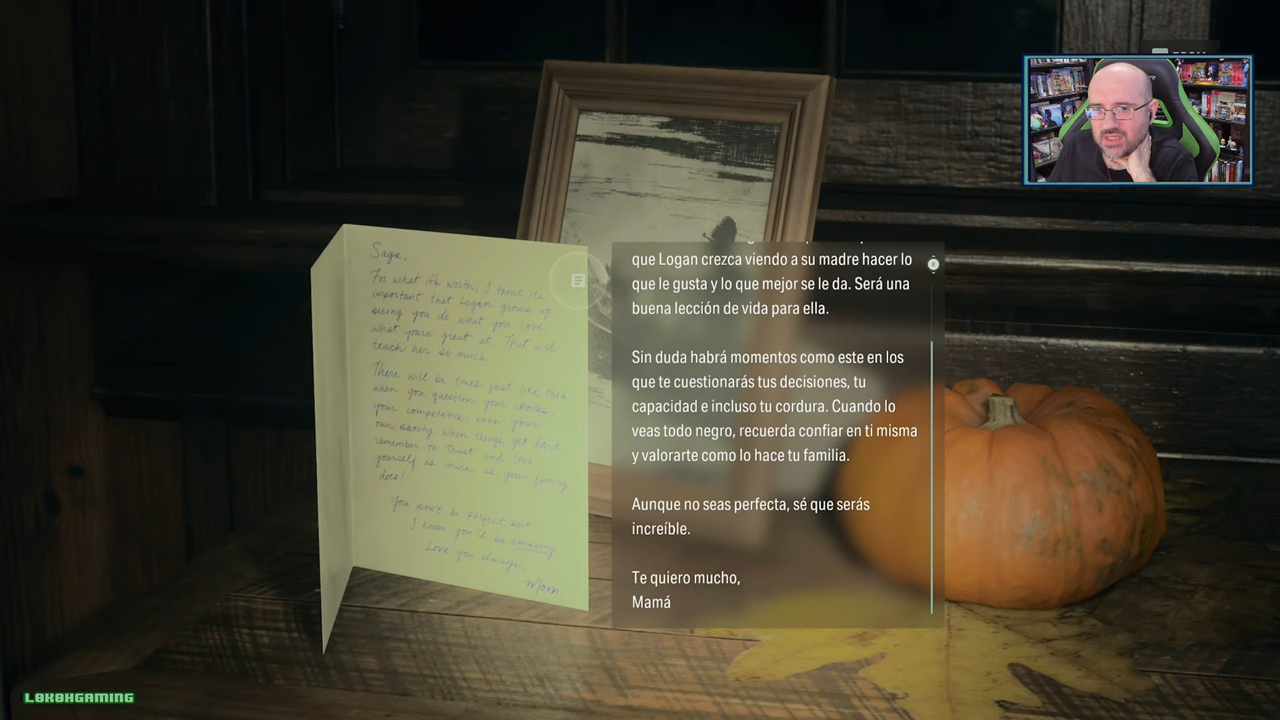 Saga,
For what it's worth, I think it's
important that Logan grows up
seeing you do what you love,
what you're great at. That will
teach her so much.
There will be times just like this
when you question your choices,
your competence, even your
own sanity. When things get dark
remember to trust and love
yourself as much as your family
does!
You won't be perfect, but
I know you'll be amazing.
Love you always,
Mom
que Logan crezca viendo a su madre hacer lo
que le gusta y lo que mejor se le da. Será una
buena lección de vida para ella.
Sin duda habrá momentos como este en los
que te cuestionarás tus decisiones, tu
capacidad e incluso tu cordura. Cuando lo
veas todo negro, recuerda confiar en ti misma
y valorarte como lo hace tu familia.
Aunque no seas perfecta, sé que serás
increíble.
Te quiero mucho,
Mamá
R
L0K0XGAMING